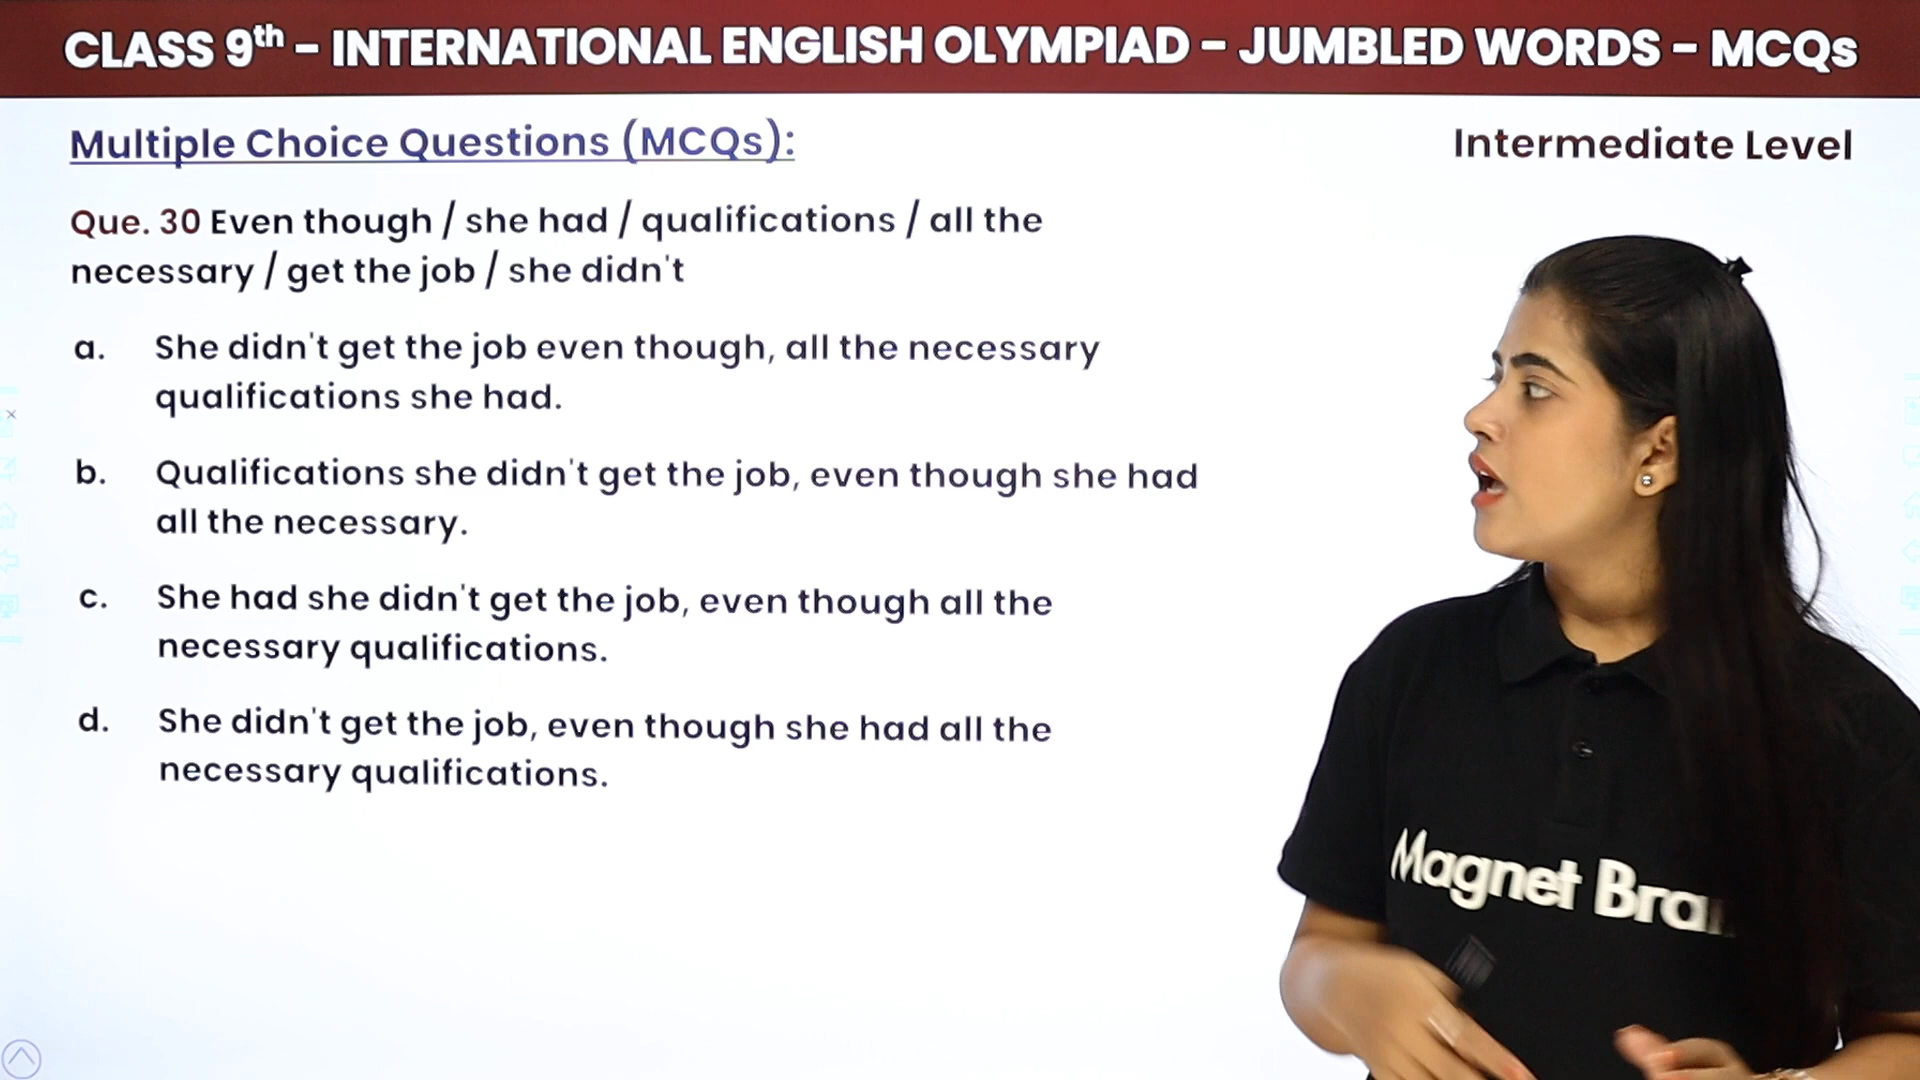 CLASS 9th – INTERNATIONAL ENGLISH OLYMPIAD – JUMBLED WORDS – MCQs
Multiple Choice Questions (MCQs):
Intermediate Level
Que. 30 Even though / she had / qualifications / all the
necessary / get the job / she didn't
a. She didn't get the job even though, all the necessary
qualifications she had.
b. Qualifications she didn't get the job, even though she had
all the necessary.
c. She had she didn't get the job, even though all the
necessary qualifications.
d. She didn't get the job, even though she had all the
necessary qualifications.
Magnet Bra